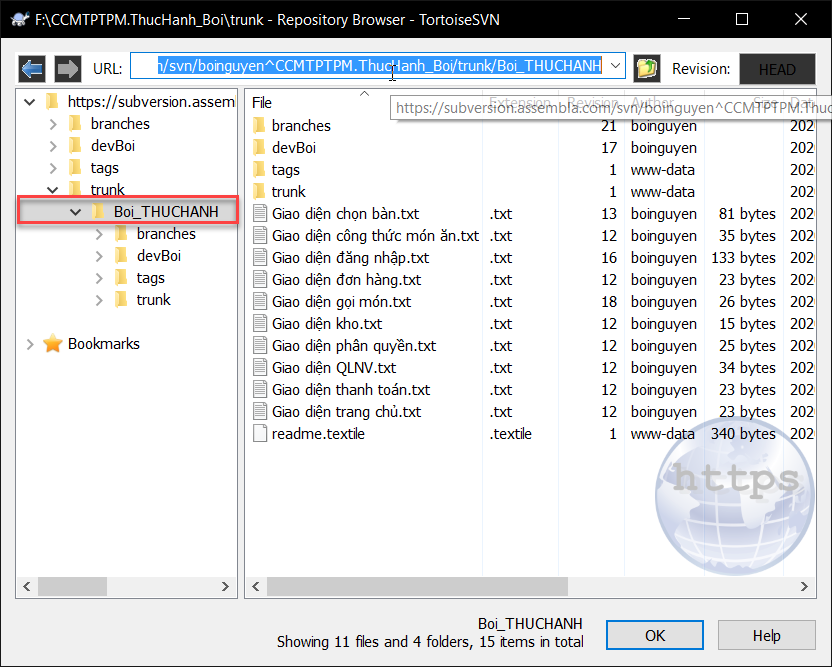 F:\CCMTPTPM.ThucHanh_Boi\trunk - Repository Browser - TortoiseSVN
URL: n/svn/boinguyen^CCMTPTPM.ThucHanh_Boi/trunk/Boi_THUCHANH Revision: HEAD
https://subversion.assembla.com/svn/boinguyen^CCMTPTPM.ThucHanh_Boi
https://subversion.assem
branches
devBoi
tags
trunk
Boi_THUCHANH
branches
devBoi
tags
trunk
Bookmarks
File Extension Revision Author Size Dat
branches 21 boinguyen 202
devBoi 17 boinguyen 202
tags 1 www-data 202
trunk 1 www-data 202
Giao diện chọn bàn.txt .txt 13 boinguyen 81 bytes 202
Giao diện công thức món ăn.txt .txt 12 boinguyen 35 bytes 202
Giao diện đăng nhập.txt .txt 16 boinguyen 133 bytes 202
Giao diện đơn hàng.txt .txt 12 boinguyen 23 bytes 202
Giao diện gọi món.txt .txt 18 boinguyen 26 bytes 202
Giao diện kho.txt .txt 12 boinguyen 15 bytes 202
Giao diện phân quyền.txt .txt 12 boinguyen 25 bytes 202
Giao diện QLNV.txt .txt 12 boinguyen 34 bytes 202
Giao diện thanh toán.txt .txt 12 boinguyen 23 bytes 202
Giao diện trang chủ.txt .txt 12 boinguyen 23 bytes 202
readme.textile .textile 1 www-data 340 bytes 202
https
Boi_THUCHANH
Showing 11 files and 4 folders, 15 items in total
OK Help